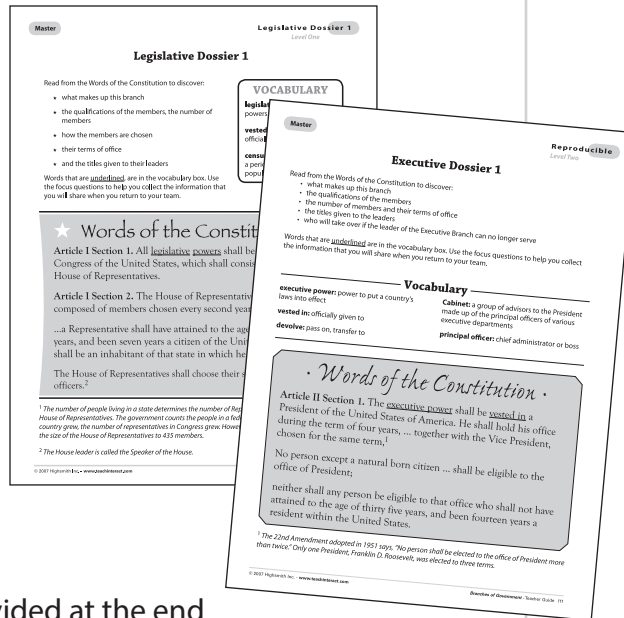 Master
Legislative Dossier 1
Level One
Legislative Dossier 1
Read from the Words of the Constitution to discover:
★ what makes up this branch
★ the qualifications of the members, the number of
members
★ how the members are chosen
★ their terms of office
★ and the titles given to their leaders
Words that are underlined, are in the vocabulary box. Use
the focus questions to help you collect the information that
you will share when you return to your team.
VOCABULARY
powers
vested
official
a peri
popul
★ Words of the Constit
Article I Section 1. All legislative powers shall be
Congress of the United States, which shall consis
House of Representatives.
Article I Section 2. The House of Representativ
composed of members chosen every second year
...a Representative shall have attained to the age
years, and been seven years a citizen of the Unit
shall be an inhabitant of that state in which he
The House of Representatives shall choose their s
officers.2
1 The number of people living in a state determines the number of Rep
House of Representatives. The government counts the people in a fed
country grew, the number of representatives in Congress grew. Howev
the size of the House of Representatives to 435 members.
2 The House leader is called the Speaker of the House.
© 2007 Highsmith Inc. • www.teachinteract.com
Master
Reproducible
Level Two
Executive Dossier 1
Read from the Words of the Constitution to discover:
• what makes up this branch
• the qualifications of the members
• the number of members and their terms of office
• the titles given to the leaders
• who will take over if the leader of the Executive Branch can no longer serve
Words that are underlined are in the vocabulary box. Use the focus questions to help you collect
the information that you will share when you return to your team.
Vocabulary
executive power: power to put a country's
laws into effect
vested in: officially given to
devolve: pass on, transfer to
Cabinet: a group of advisors to the President
made up of the principal officers of various
executive departments
principal officer: chief administrator or boss
• Words of the Constitution •
Article II Section 1. The executive power shall be vested in a
President of the United States of America. He shall hold his office
during the term of four years, ... together with the Vice President,
chosen for the same term,1
No person except a natural born citizen ... shall be eligible to the
office of President;
neither shall any person be eligible to that office who shall not have
attained to the age of thirty five years, and been fourteen years a
resident within the United States.
1 The 22nd Amendment adopted in 1951 says, "No person shall be elected to the office of President more
than twice." Only one President, Franklin D. Roosevelt, was elected to three terms.
© 2007 Highsmith Inc. • www.teachinteract.com
Branches of Government - Teacher Guide 111
vided at the end